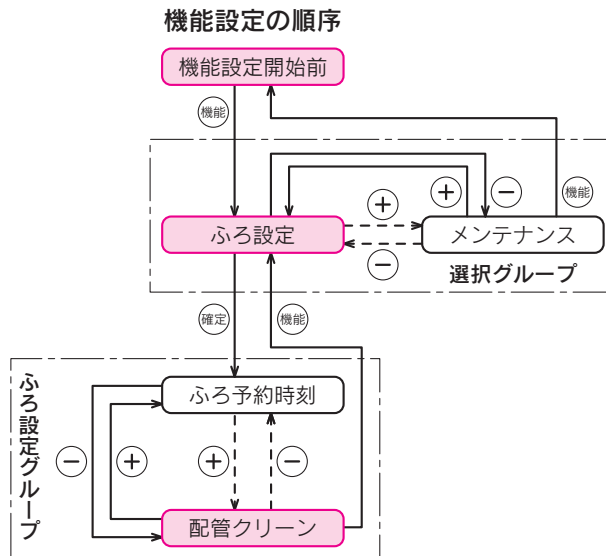 機能設定の順序
機能設定開始前
機能
＋
－
機能
ふろ設定
＋
－
メンテナンス
選択グループ
確定
機能
ふろ設定グループ
ふろ予約時刻
－
＋
＋
－
配管クリーン